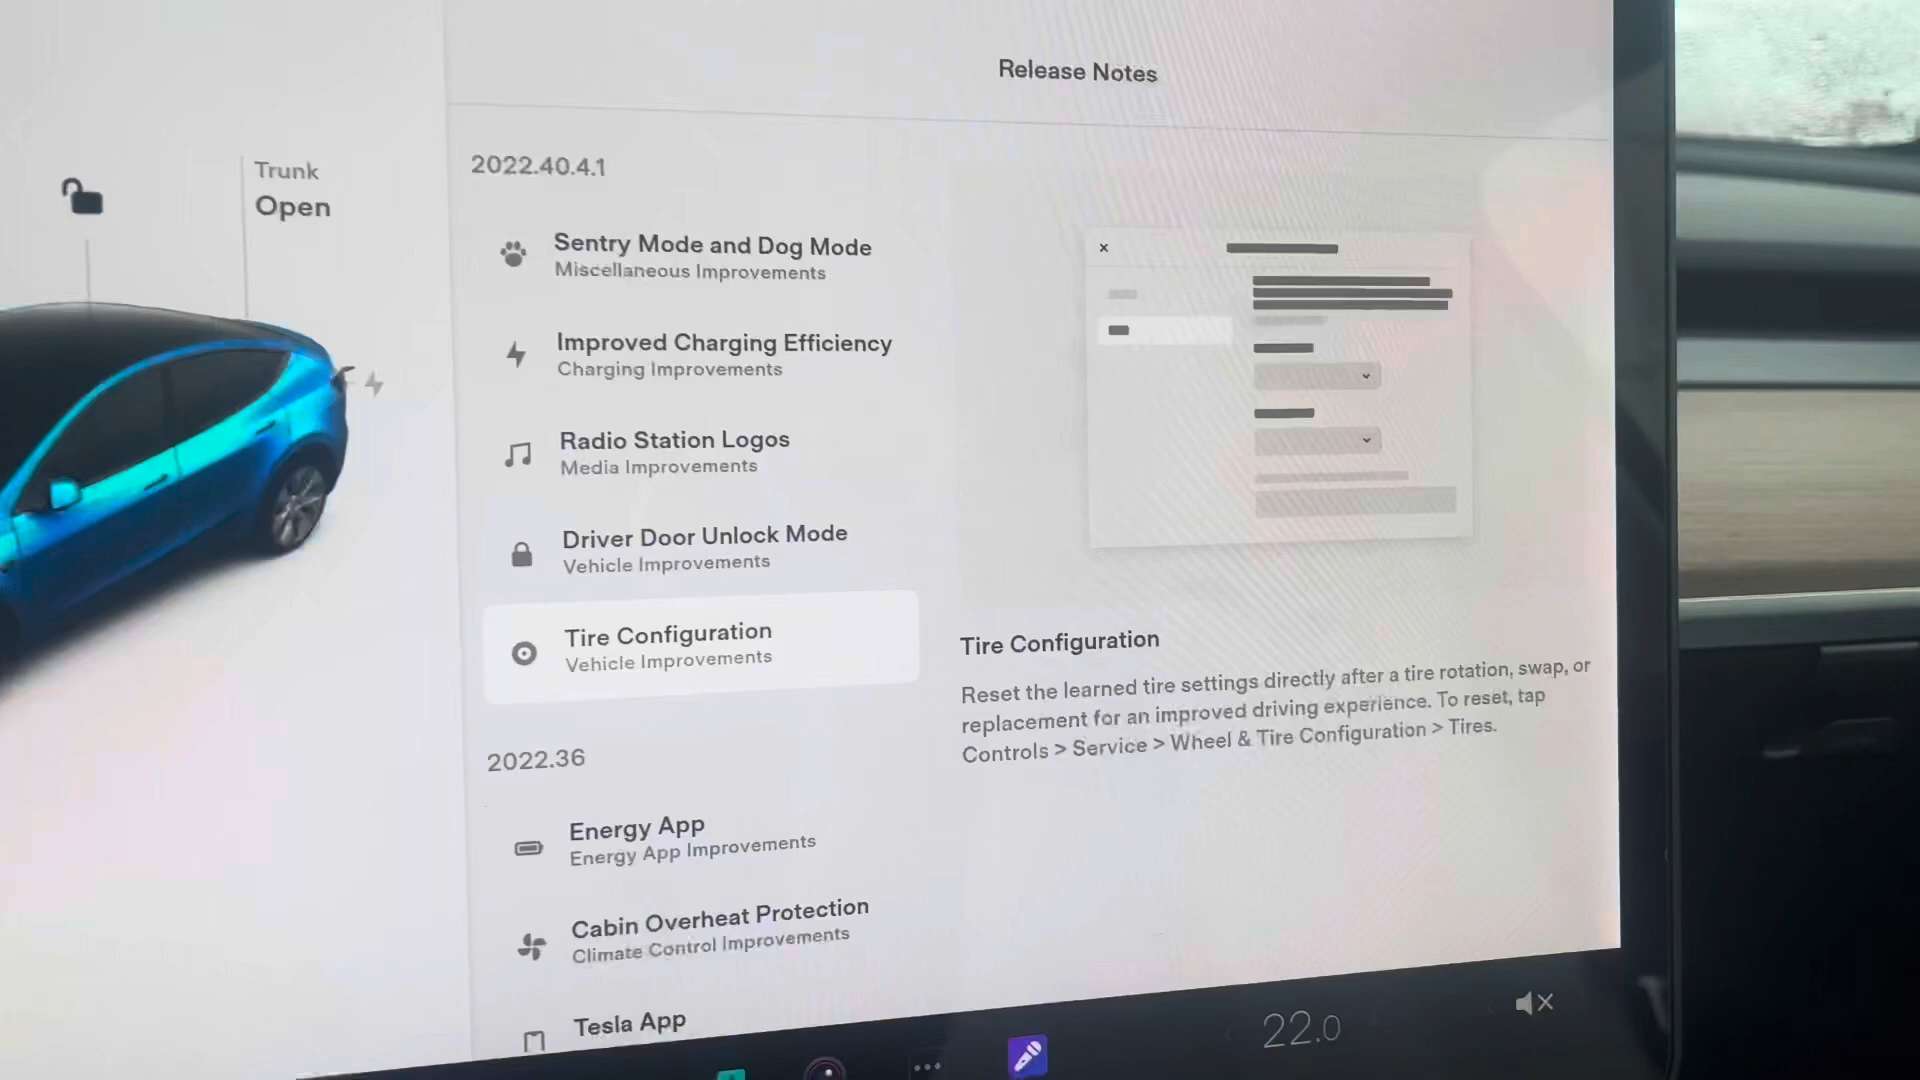 Release Notes
Trunk
Open
2022.40.4.1
Sentry Mode and Dog Mode
Miscellaneous Improvements
Improved Charging Efficiency
Charging Improvements
Radio Station Logos
Media Improvements
Driver Door Unlock Mode
Vehicle Improvements
Tire Configuration
Vehicle Improvements
2022.36
Energy App
Energy App Improvements
Cabin Overheat Protection
Climate Control Improvements
Tesla App
Tire Configuration
Reset the learned tire settings directly after a tire rotation, swap, or
replacement for an improved driving experience. To reset, tap
Controls > Service > Wheel & Tire Configuration > Tires.
22.0